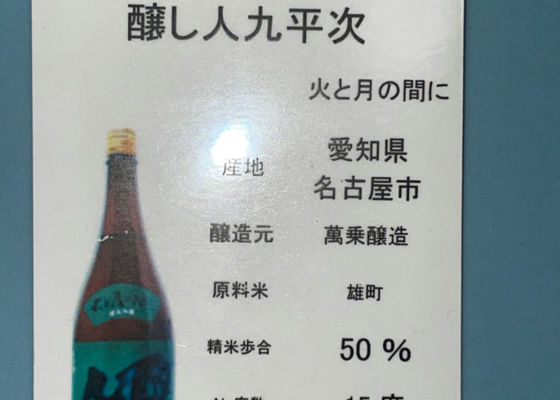 醸し人九平次
火と月の間に
産地 愛知県
名古屋市
醸造元 萬乗醸造
原料米 雄町
精米歩合 50 %